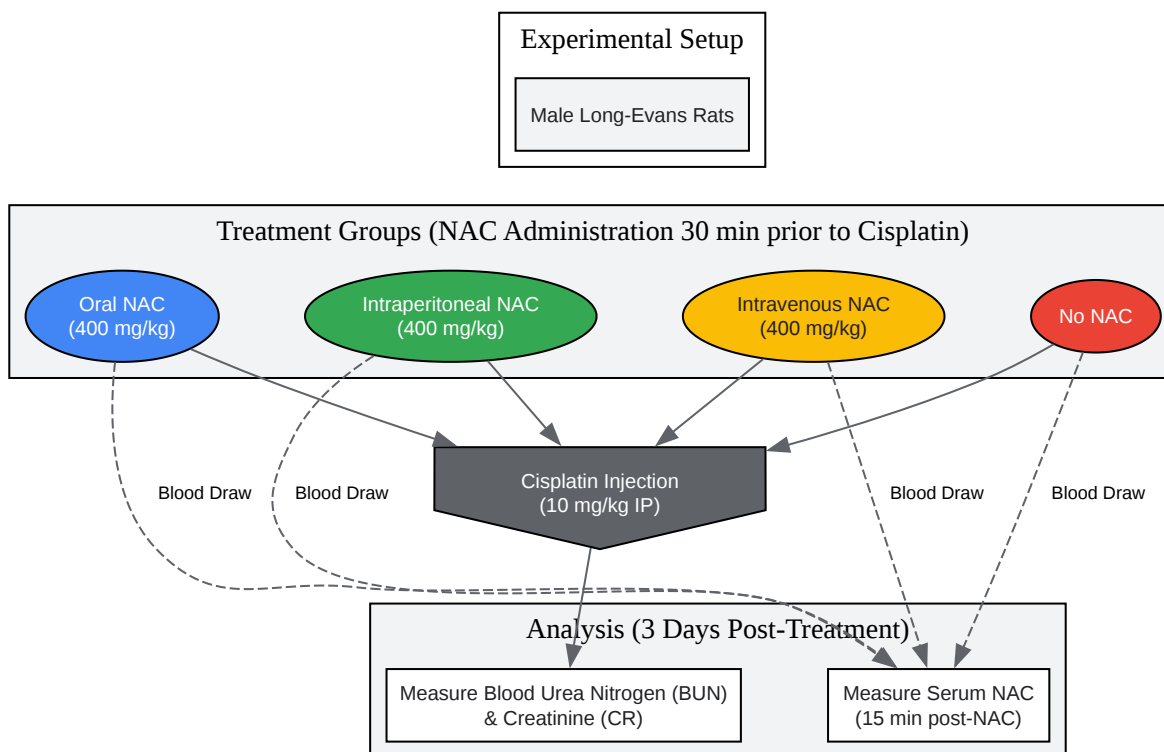 Experimental Setup
Male Long-Evans Rats
Treatment Groups (NAC Administration 30 min prior to Cisplatin)
Oral NAC
(400 mg/kg)
Intraperitoneal NAC
(400 mg/kg)
Intravenous NAC
(400 mg/kg)
No NAC
Cisplatin Injection
(10 mg/kg IP)
Blood Draw
Blood Draw
Blood Draw
Blood Draw
Analysis (3 Days Post-Treatment)
Measure Blood Urea Nitrogen (BUN)
& Creatinine (CR)
Measure Serum NAC
(15 min post-NAC)